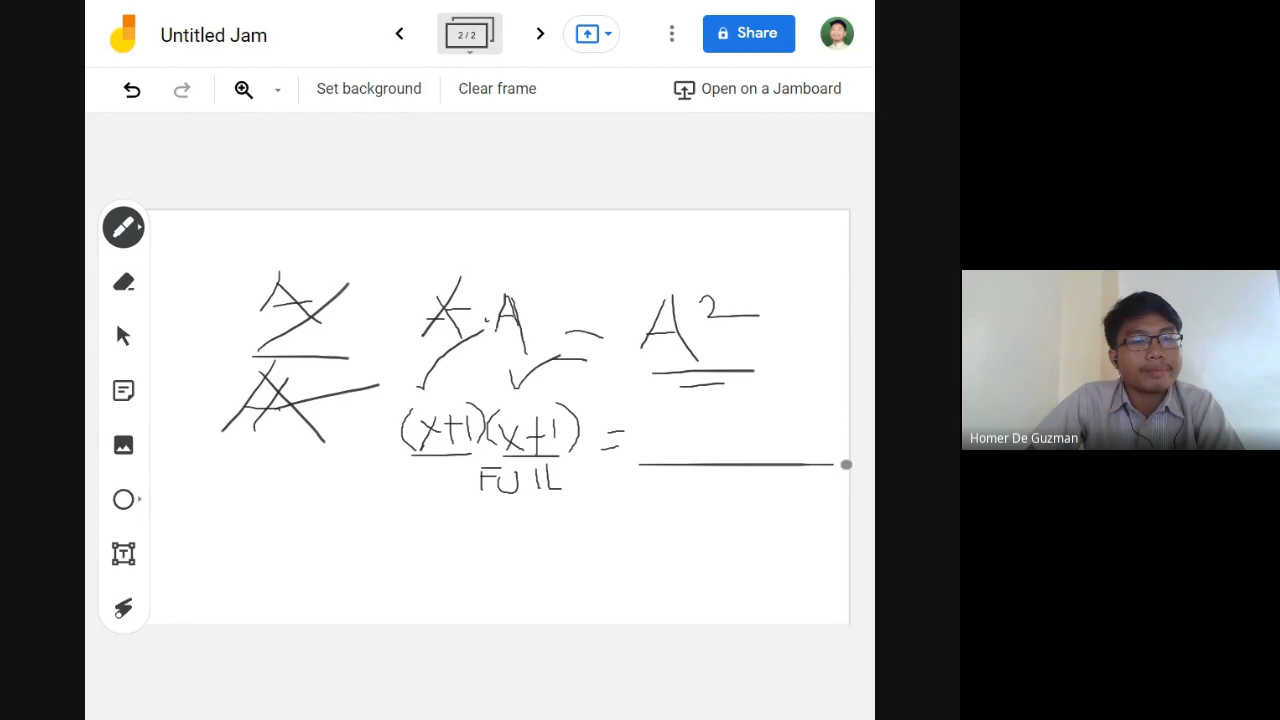 Untitled Jam
2 / 2
Share
Set background
Clear frame
Open on a Jamboard
A
A
A · A = A²
(x+1)(x+1) =
FOIL
Homer De Guzman